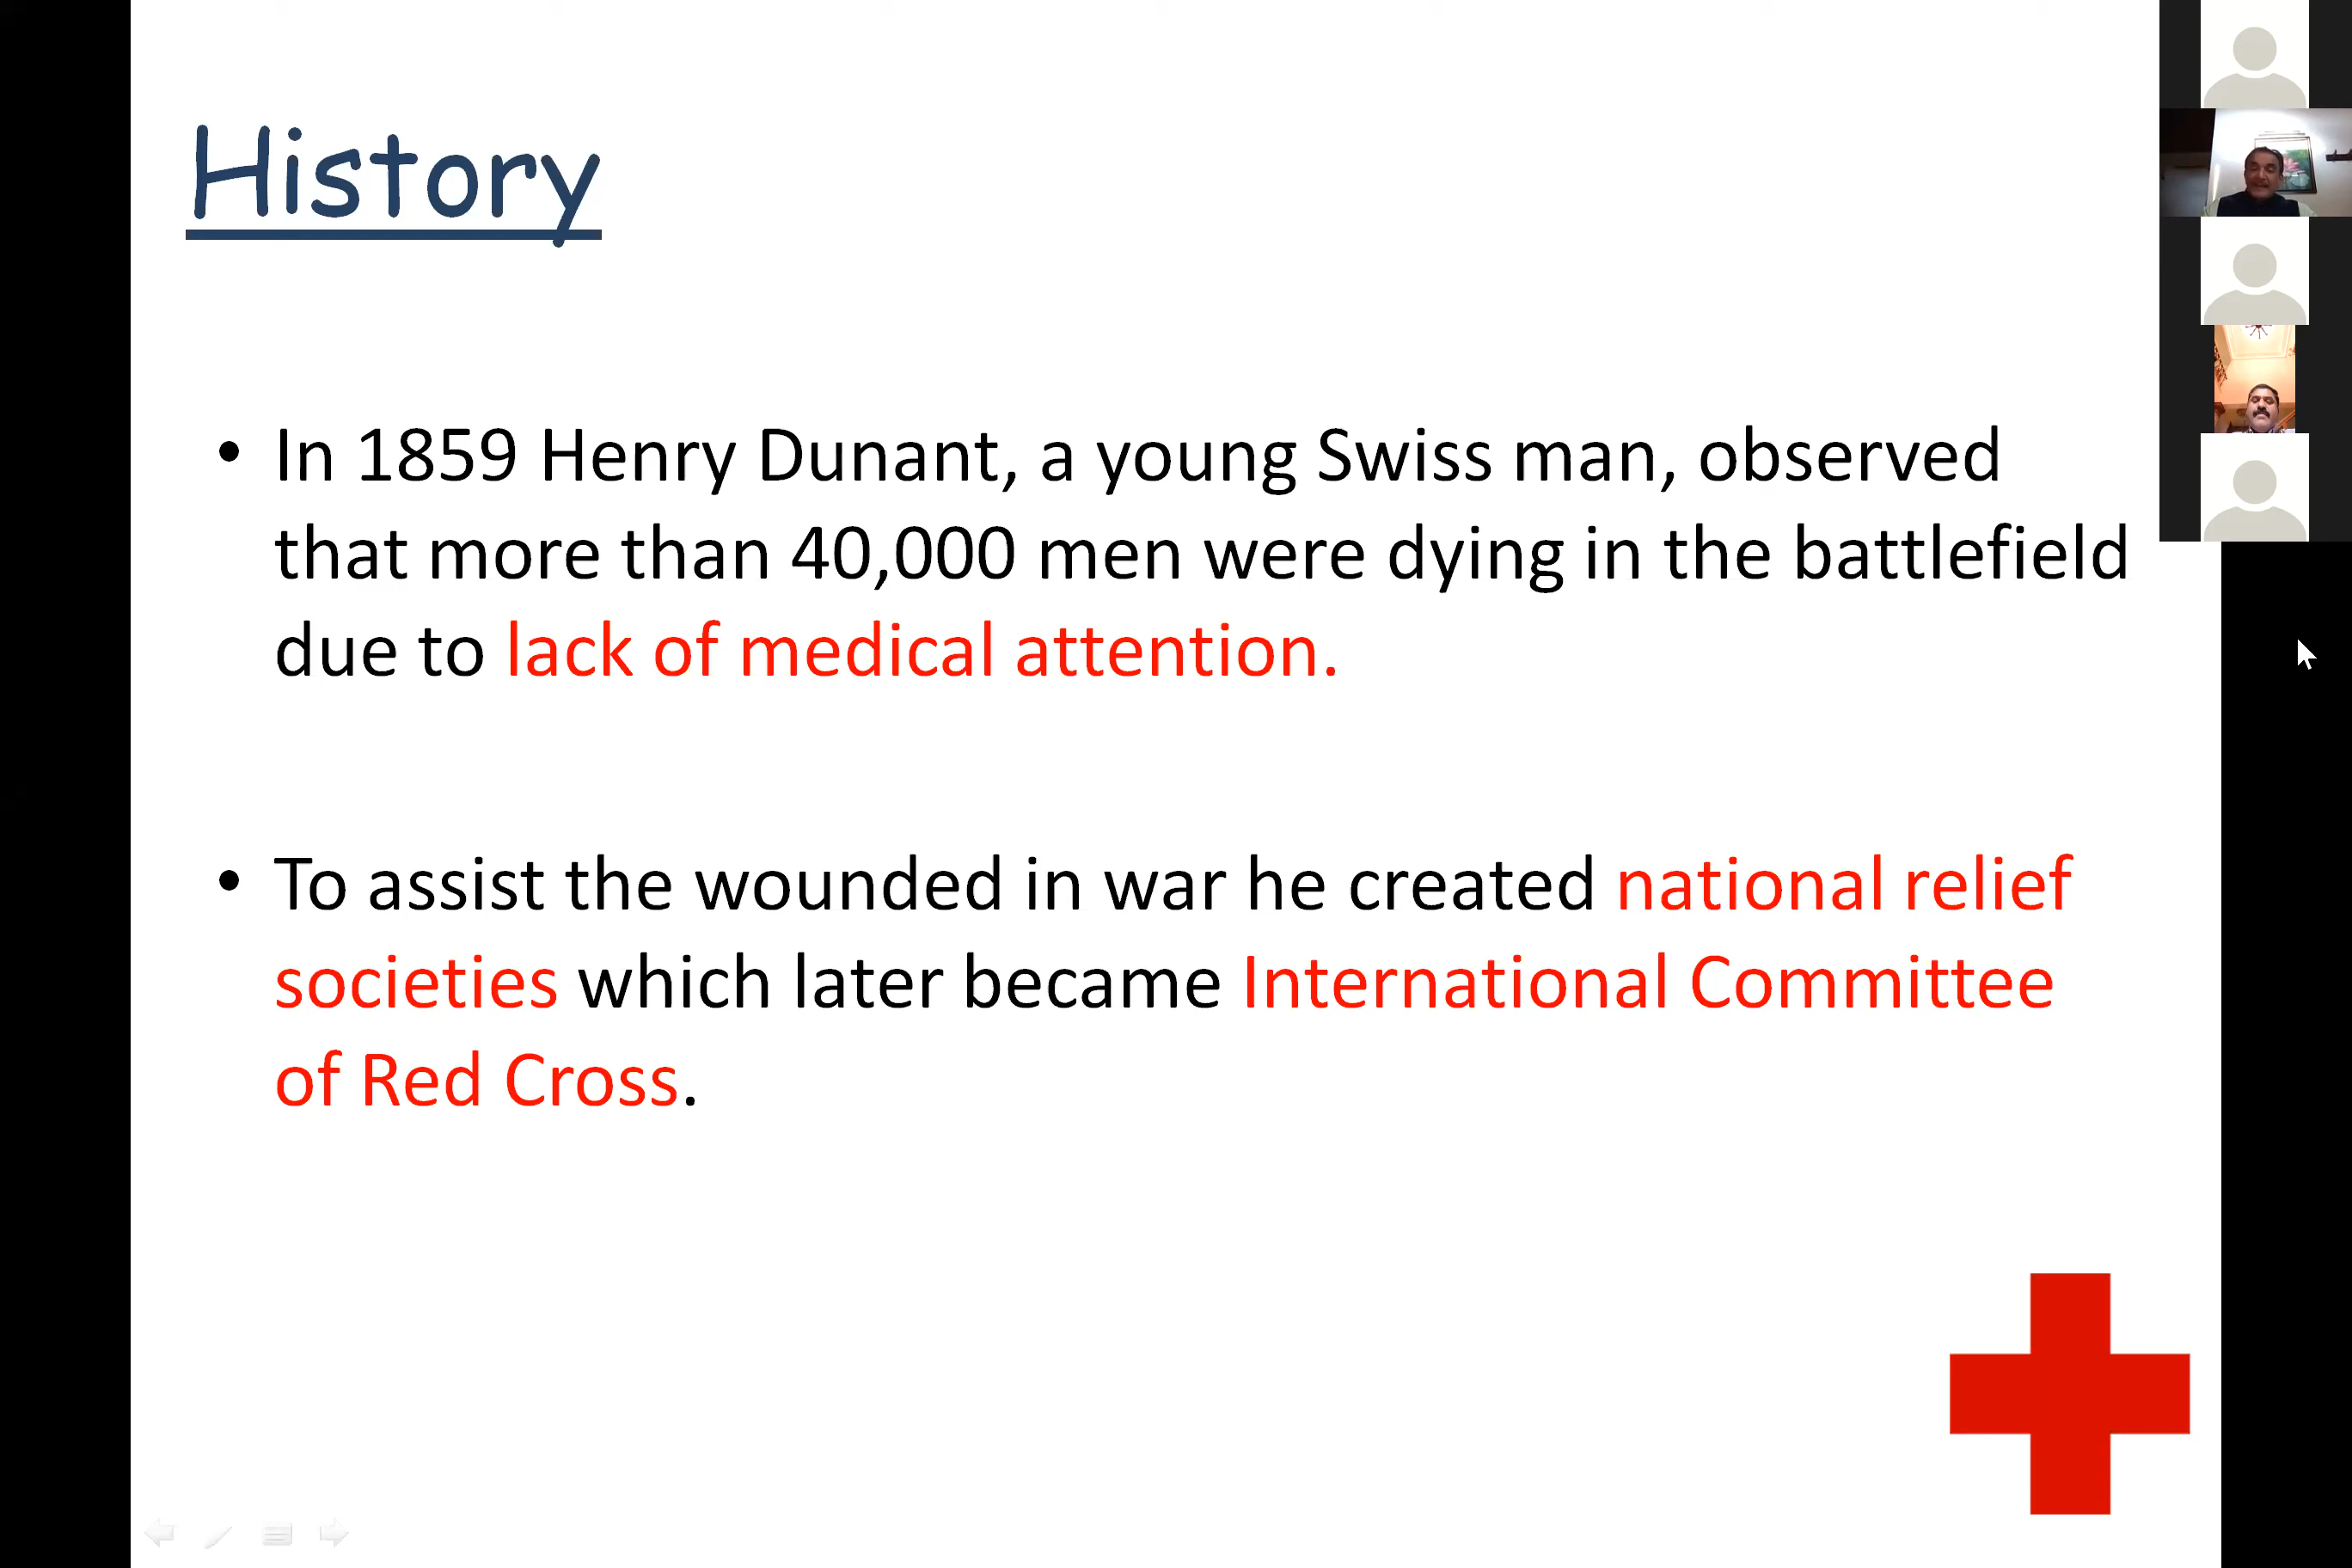 History
• In 1859 Henry Dunant, a young Swiss man, observed
that more than 40,000 men were dying in the battlefield
due to lack of medical attention.
• To assist the wounded in war he created national relief
societies which later became International Committee
of Red Cross.